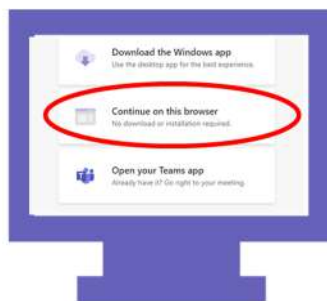 Download the Windows app
Use the desktop app for the best experience.
Continue on this browser
No download or installation required.
Open your Teams app
Already have it? Go right to your meeting.